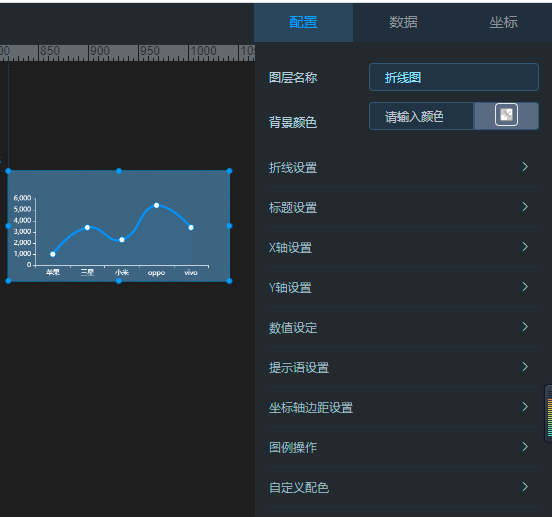 配置 数据 坐标
850 900 950 1000
图层名称 折线图
背景颜色 请输入颜色
折线设置
标题设置
X轴设置
Y轴设置
数值设定
提示语设置
坐标轴边距设置
图例操作
自定义配色
6,000
5,000
4,000
3,000
2,000
1,000
0
苹果 三星 小米 oppo vivo